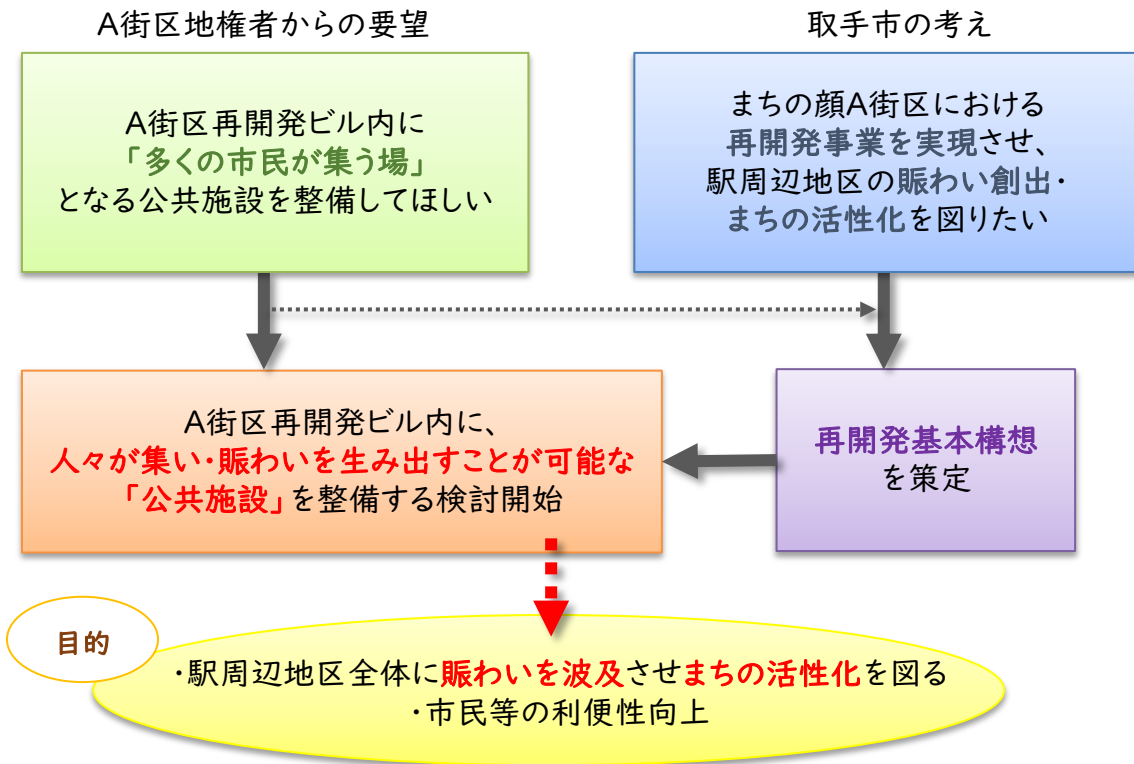 A街区地権者からの要望
A街区再開発ビル内に
「多くの市民が集う場」
となる公共施設を整備してほしい
取手市の考え
まちの顔A街区における
再開発事業を実現させ、
駅周辺地区の賑わい創出・
まちの活性化を図りたい
再開発基本構想
を策定
A街区再開発ビル内に、
人々が集い・賑わいを生み出すことが可能な
「公共施設」を整備する検討開始
目的
・駅周辺地区全体に賑わいを波及させまちの活性化を図る
・市民等の利便性向上